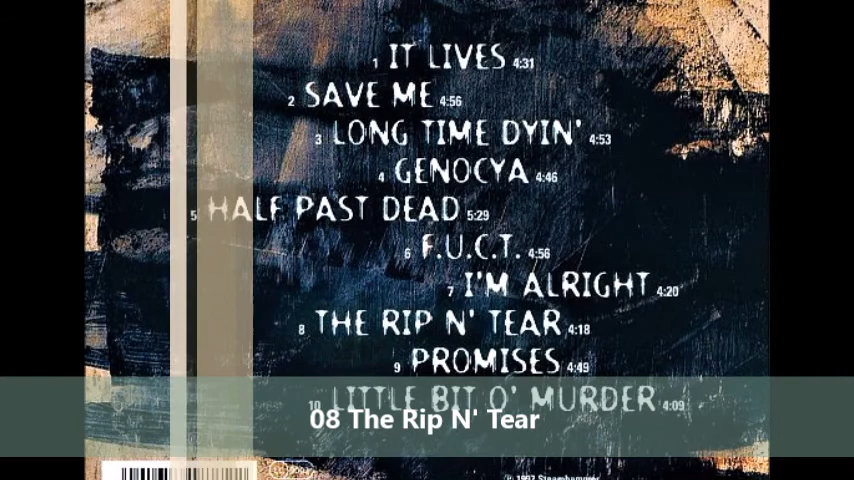 1 IT LIVES 4:31
2 SAVE ME 4:56
3 LONG TIME DYIN' 4:53
4 GENOCYA 4:46
5 HALF PAST DEAD 5:29
6 F.U.C.T. 4:56
7 I'M ALRIGHT 4:20
8 THE RIP N' TEAR 4:18
9 PROMISES 4:49
10 LITTLE BIT O' MURDER 4:09
08 The Rip N' Tear
℗ 1997 Steamhammer